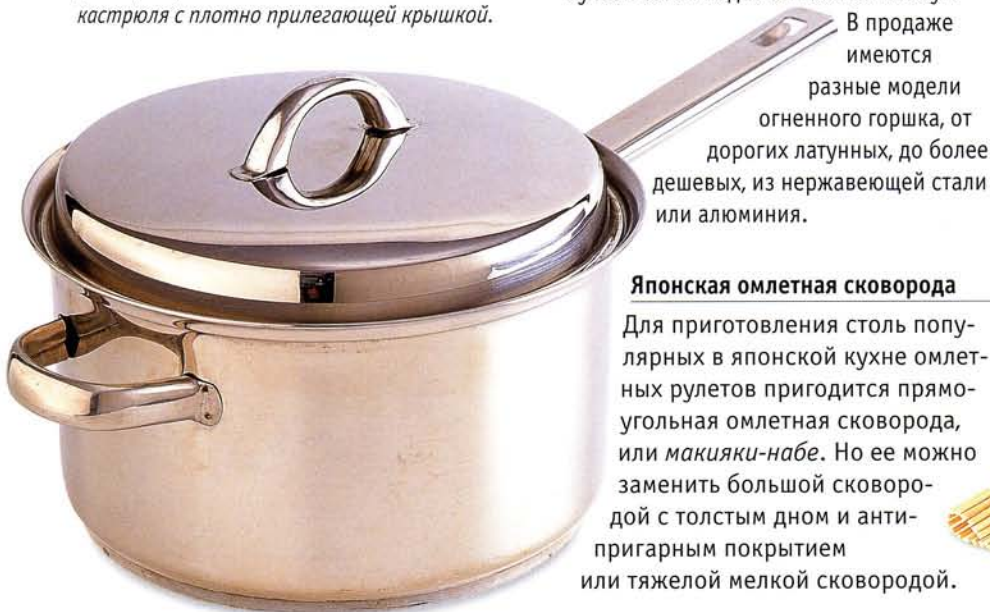 кастрюля с плотно прилегающей крышкой.
В продаже
имеются
разные модели
огненного горшка, от
дорогих латунных, до более
дешевых, из нержавеющей стали
или алюминия.
Японская омлетная сковорода
Для приготовления столь попу-
лярных в японской кухне омлет-
ных рулетов пригодится прямо-
угольная омлетная сковорода,
или макияки-набе. Но ее можно
заменить большой сковоро-
дой с толстым дном и анти-
пригарным покрытием
или тяжелой мелкой сковородой.